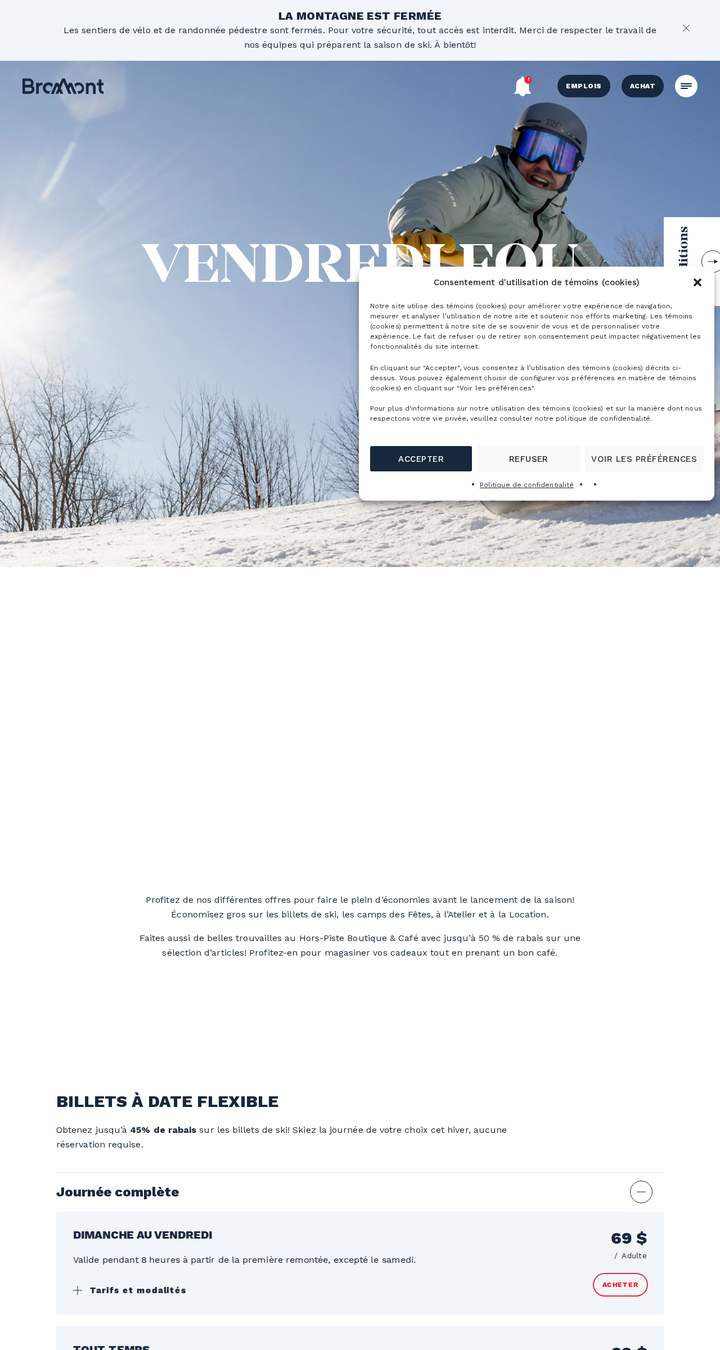 LA MONTAGNE EST FERMÉE
Les sentiers de vélo et de randonnée pédestre sont fermés. Pour votre sécurité, tout accès est interdit. Merci de respecter le travail de
nos équipes qui préparent la saison de ski. À bientôt!
Bromont
EMPLOIS
ACHAT
VENDREDI FOU
Consentement d'utilisation de témoins (cookies)
Notre site utilise des témoins (cookies) pour améliorer votre expérience de navigation,
mesurer et analyser l'utilisation de notre site et soutenir nos efforts marketing. Les témoins
(cookies) permettent à notre site de se souvenir de vous et de personnaliser votre
expérience. Le fait de refuser ou de retirer son consentement peut impacter négativement les
fonctionnalités du site internet.
En cliquant sur "Accepter", vous consentez à l'utilisation des témoins (cookies) décrits ci-
dessus. Vous pouvez également choisir de configurer vos préférences en matière de témoins
(cookies) en cliquant sur "Voir les préférences".
Pour plus d'informations sur notre utilisation des témoins (cookies) et sur la manière dont nous
respectons votre vie privée, veuillez consulter notre politique de confidentialité.
ACCEPTER
REFUSER
VOIR LES PRÉFÉRENCES
Politique de confidentialité
Profitez de nos différentes offres pour faire le plein d'économies avant le lancement de la saison!
Économisez gros sur les billets de ski, les camps des Fêtes, à l'Atelier et à la Location.
Faites aussi de belles trouvailles au Hors-Piste Boutique & Café avec jusqu'à 50 % de rabais sur une
sélection d'articles! Profitez-en pour magasiner vos cadeaux tout en prenant un bon café.
BILLETS À DATE FLEXIBLE
Obtenez jusqu'à 45% de rabais sur les billets de ski! Skiez la journée de votre choix cet hiver, aucune
réservation requise.
Journée complète
DIMANCHE AU VENDREDI
69 $
/ Adulte
Valide pendant 8 heures à partir de la première remontée, excepté le samedi.
ACHETER
Tarifs et modalités
TOUT TEMPS